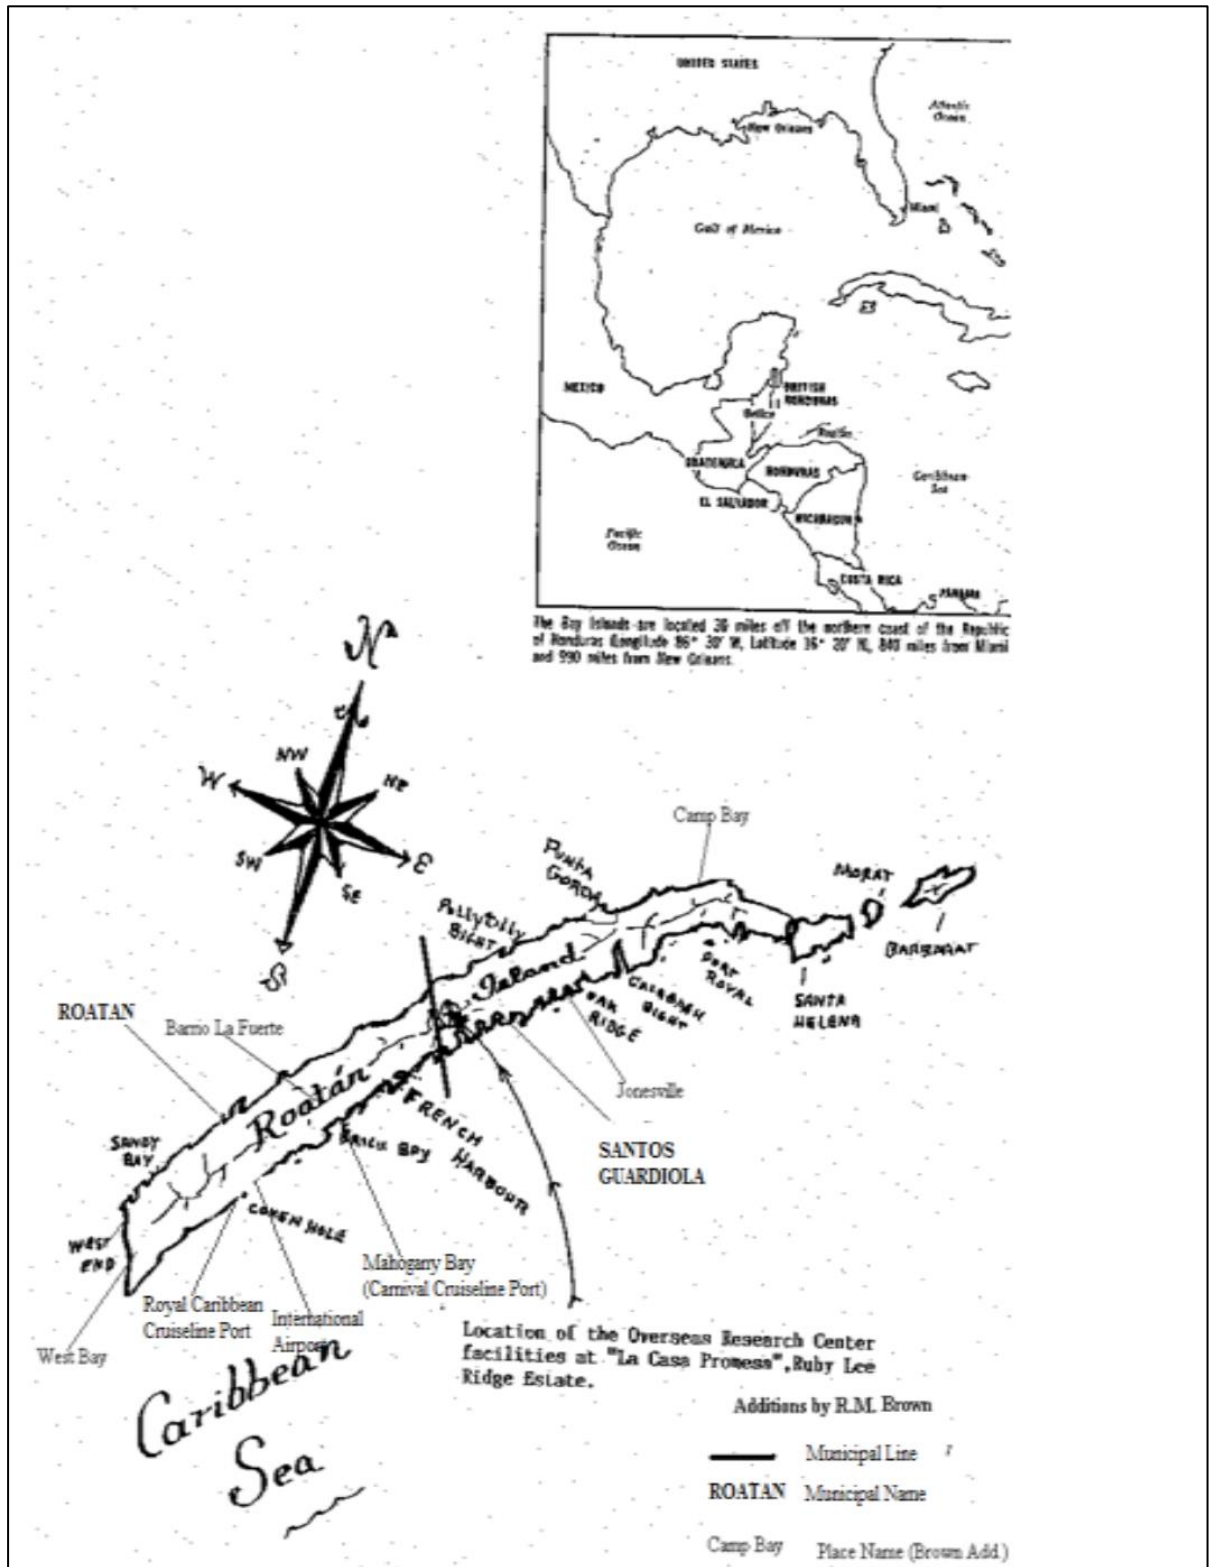 UNITED STATES
Atlantic
Ocean
New Orleans
Miami
Gulf of Mexico
MEXICO
BRITISH
HONDURAS
Belice
Roatán
GUATEMALA
HONDURAS
Caribbean
Sea
EL SALVADOR
NICARAGUA
Pacific
Ocean
COSTA RICA
PANAMA
The Bay Islands are located 30 miles off the northern coast of the Republic
of Honduras (Longitude 86° 30' W, Latitude 16° 20' N, 840 miles from Miami
and 990 miles from New Orleans.
N
NW
NE
W
E
SW
SE
S
Camp Bay
PUNTA
GORDA
MORAT
POLLYTILLY
BIGHT
BARBARAT
Island
PORT
ROYAL
CALABASH
BIGHT
SANTA
HELENA
OAK
RIDGE
ROATAN
Barrio La Fuerte
Jonesville
Roatán
FRENCH
HARBOUR
BRICK BAY
SANTOS
GUARDIOLA
SANDY
BAY
COXEN HOLE
WEST
END
Mahogany Bay
(Carnival Cruiseline Port)
Royal Caribbean
Cruiseline Port
International
Airport
West Bay
Caribbean
Sea
Location of the Overseas Research Center
facilities at "La Casa Promesa",Ruby Lee
Ridge Estate.
Additions by R.M. Brown
Municipal Line
ROATAN Municipal Name
Camp Bay Place Name (Brown Add.)